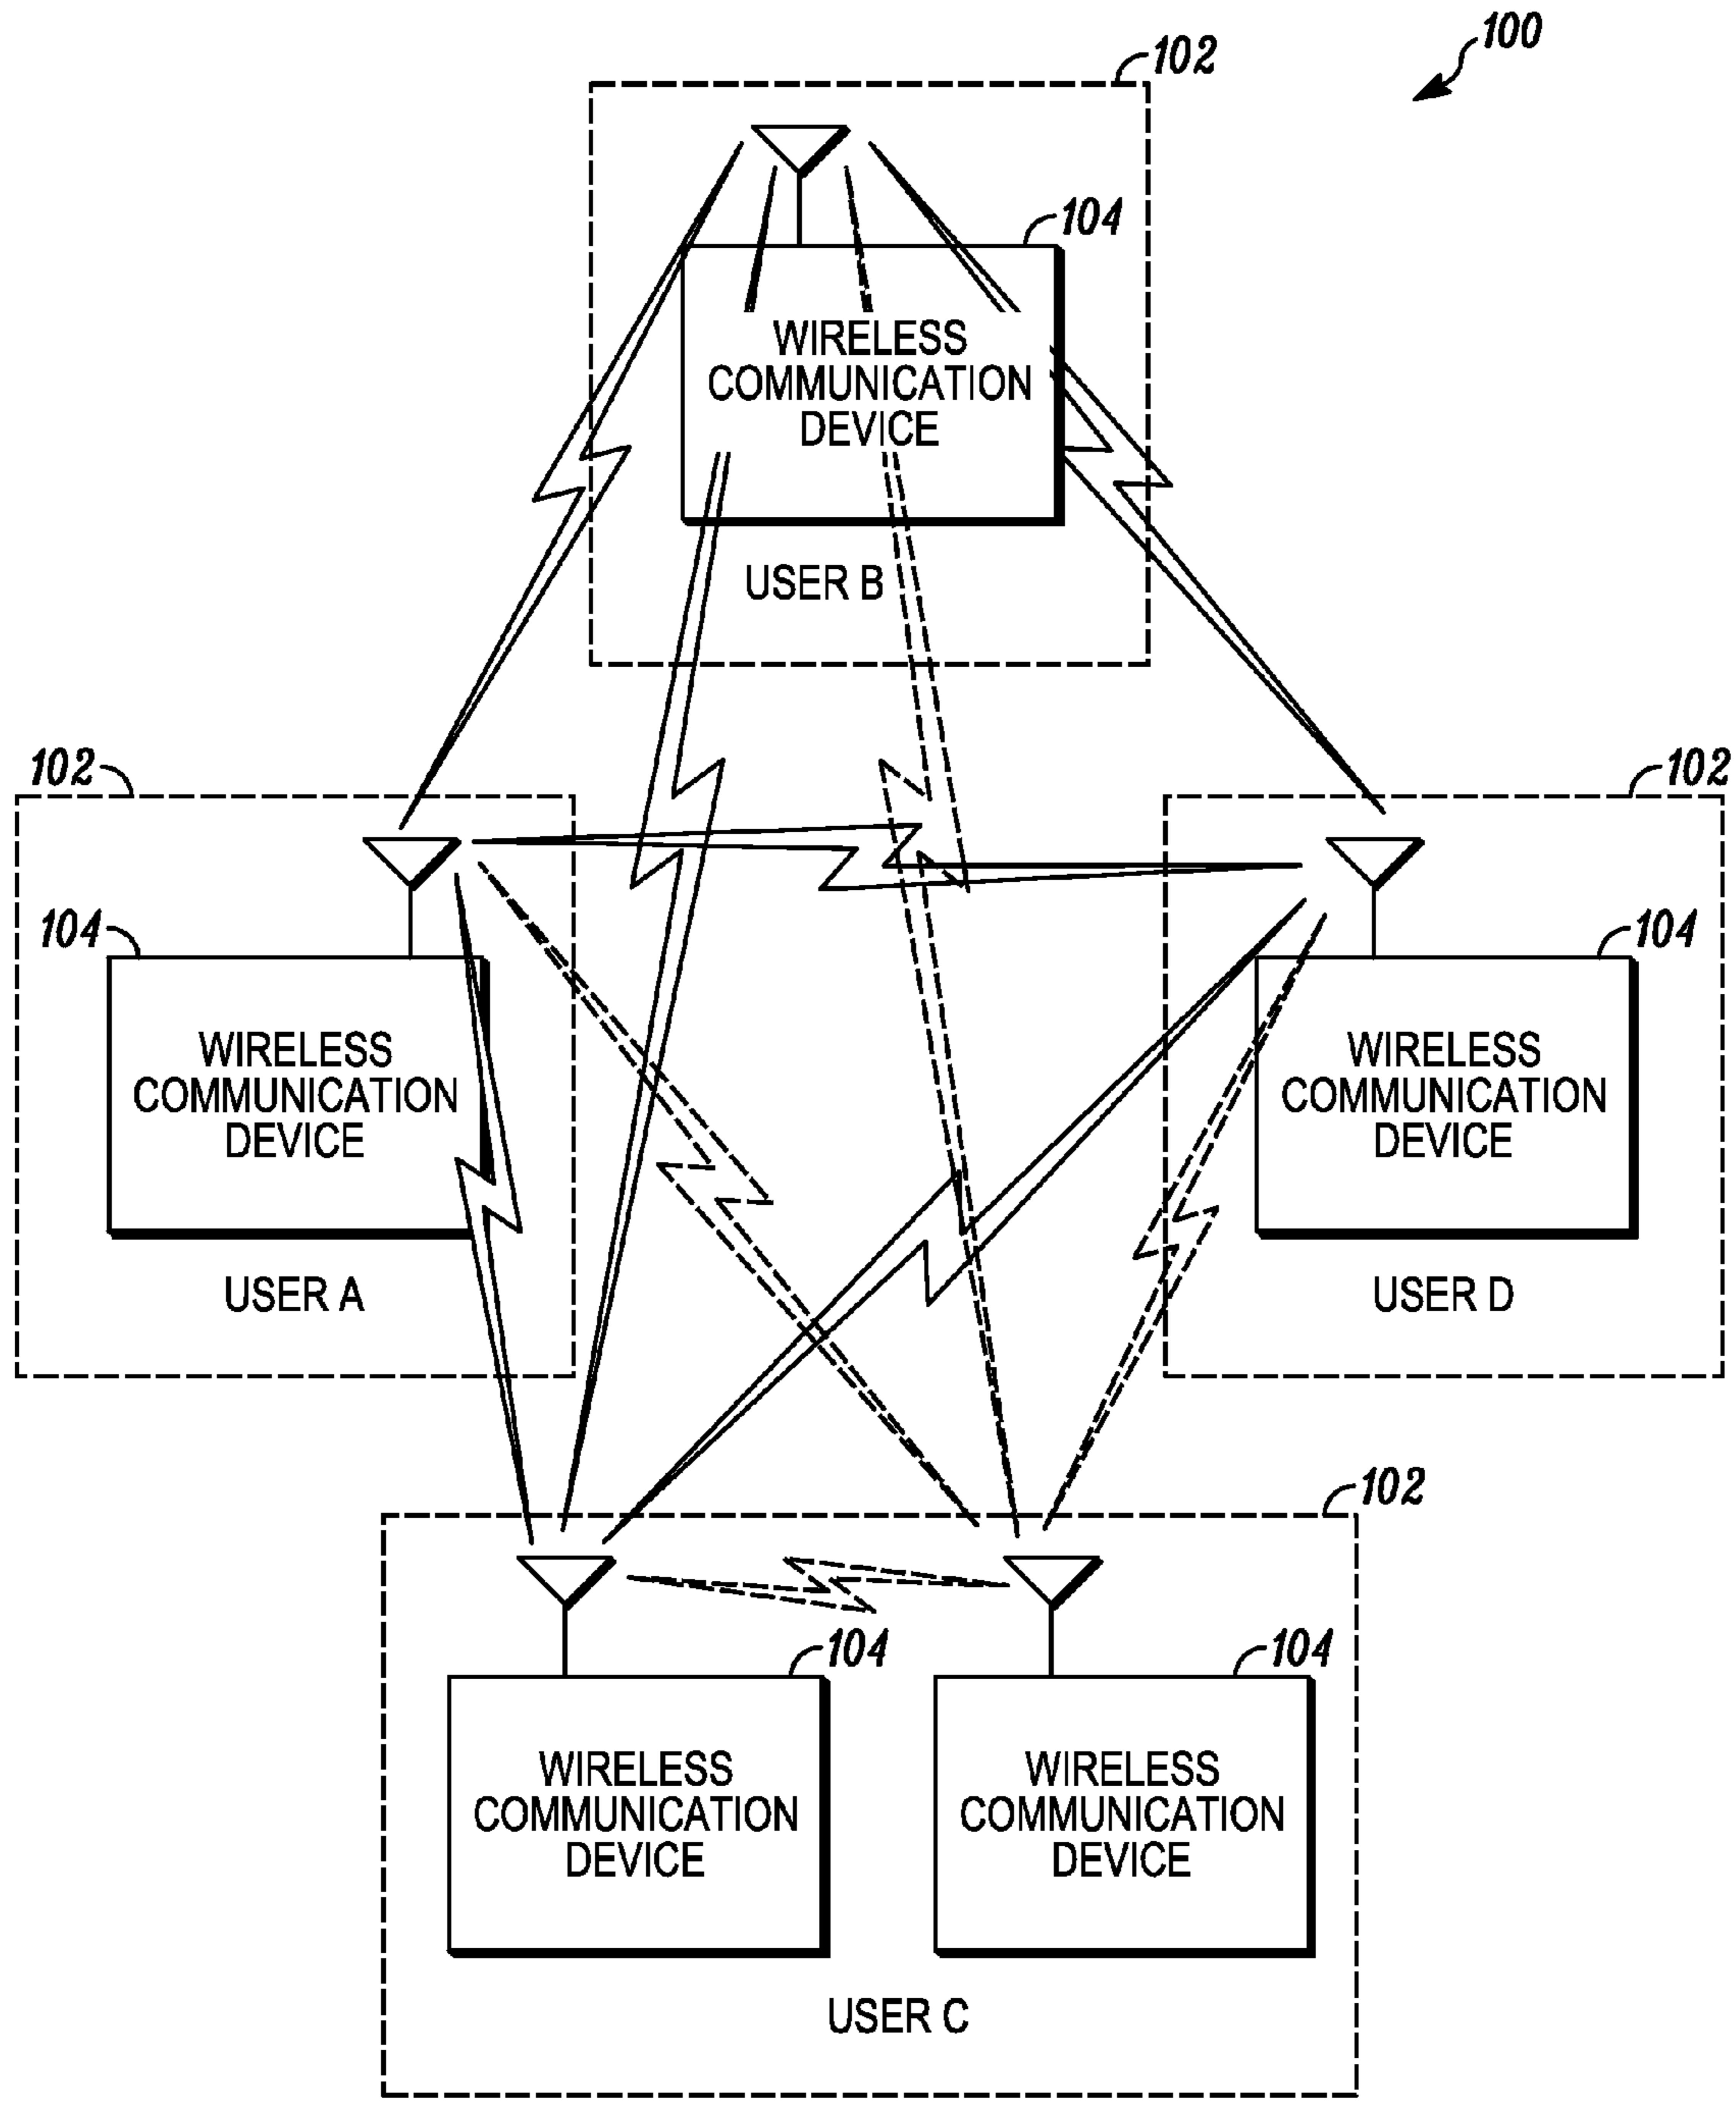 100
102
104
WIRELESS
COMMUNICATION
DEVICE
USER B
102
104
WIRELESS
COMMUNICATION
DEVICE
USER A
102
104
WIRELESS
COMMUNICATION
DEVICE
USER D
102
104
WIRELESS
COMMUNICATION
DEVICE
104
WIRELESS
COMMUNICATION
DEVICE
USER C